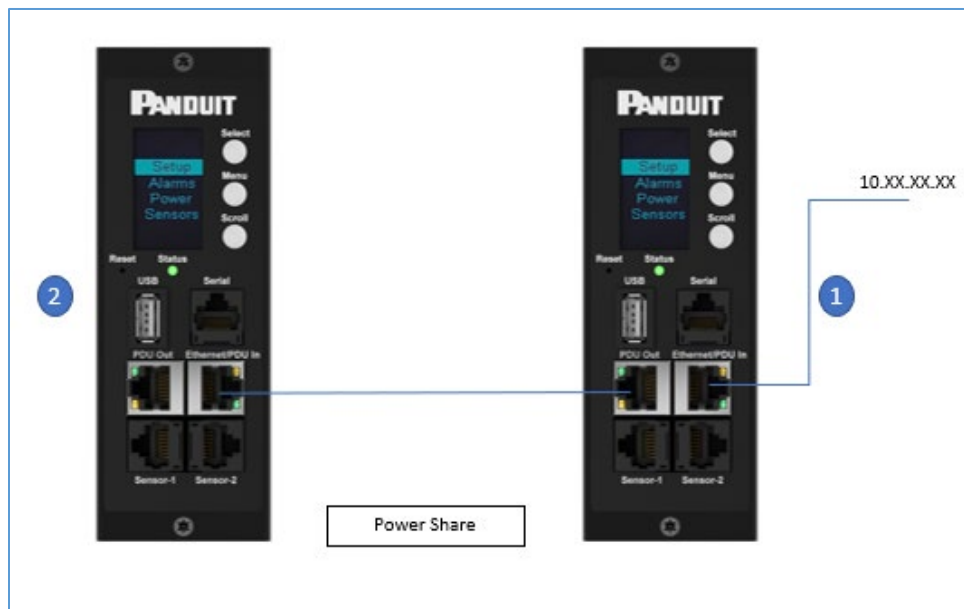 PANDUIT
Select
Setup
Alarms
Menu
Power
Sensors
Scroll
Reset Status
USB Serial
PDU Out Ethernet/PDU In
Sensor-1 Sensor-2
2
PANDUIT
Select
Setup
Alarms
Menu
Power
Sensors
Scroll
Reset Status
USB Serial
PDU Out Ethernet/PDU In
Sensor-1 Sensor-2
10.XX.XX.XX
1
Power Share